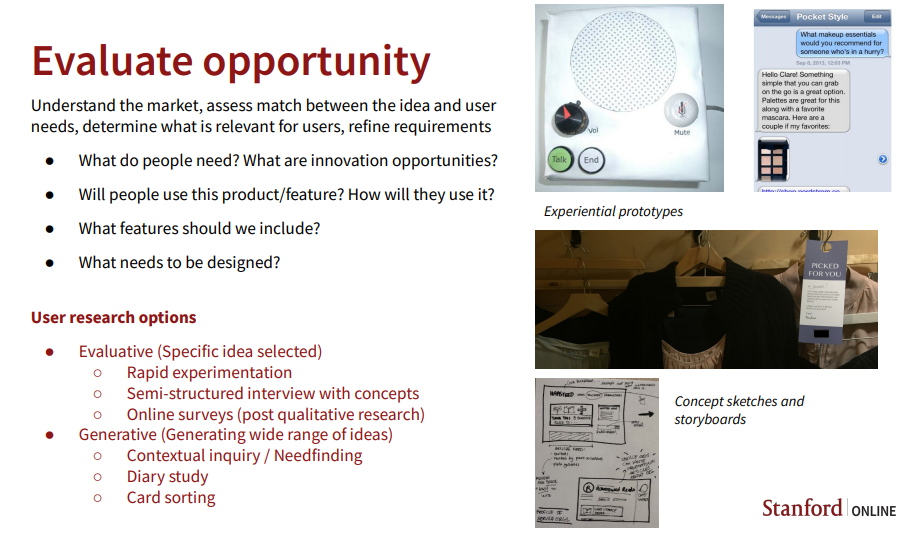 Evaluate opportunity
Understand the market, assess match between the idea and user
needs, determine what is relevant for users, refine requirements
● What do people need? What are innovation opportunities?
● Will people use this product/feature? How will they use it?
● What features should we include?
● What needs to be designed?
User research options
● Evaluative (Specific idea selected)
○ Rapid experimentation
○ Semi-structured interview with concepts
○ Online surveys (post qualitative research)
● Generative (Generating wide range of ideas)
○ Contextual inquiry / Needfinding
○ Diary study
○ Card sorting
Vol
Mute
Talk
End
Messages
Pocket Style
Edit
What makeup essentials
would you recommend for
someone who's in a hurry?
Sep 6, 2013, 12:03 PM
Hello Clare! Something
simple that you can grab
on the go is a great option.
Palettes are great for this
along with a favorite
mascara. Here are a
couple if my favorites:
Experiential prototypes
PICKED
FOR YOU
Concept sketches and
storyboards
Stanford | ONLINE